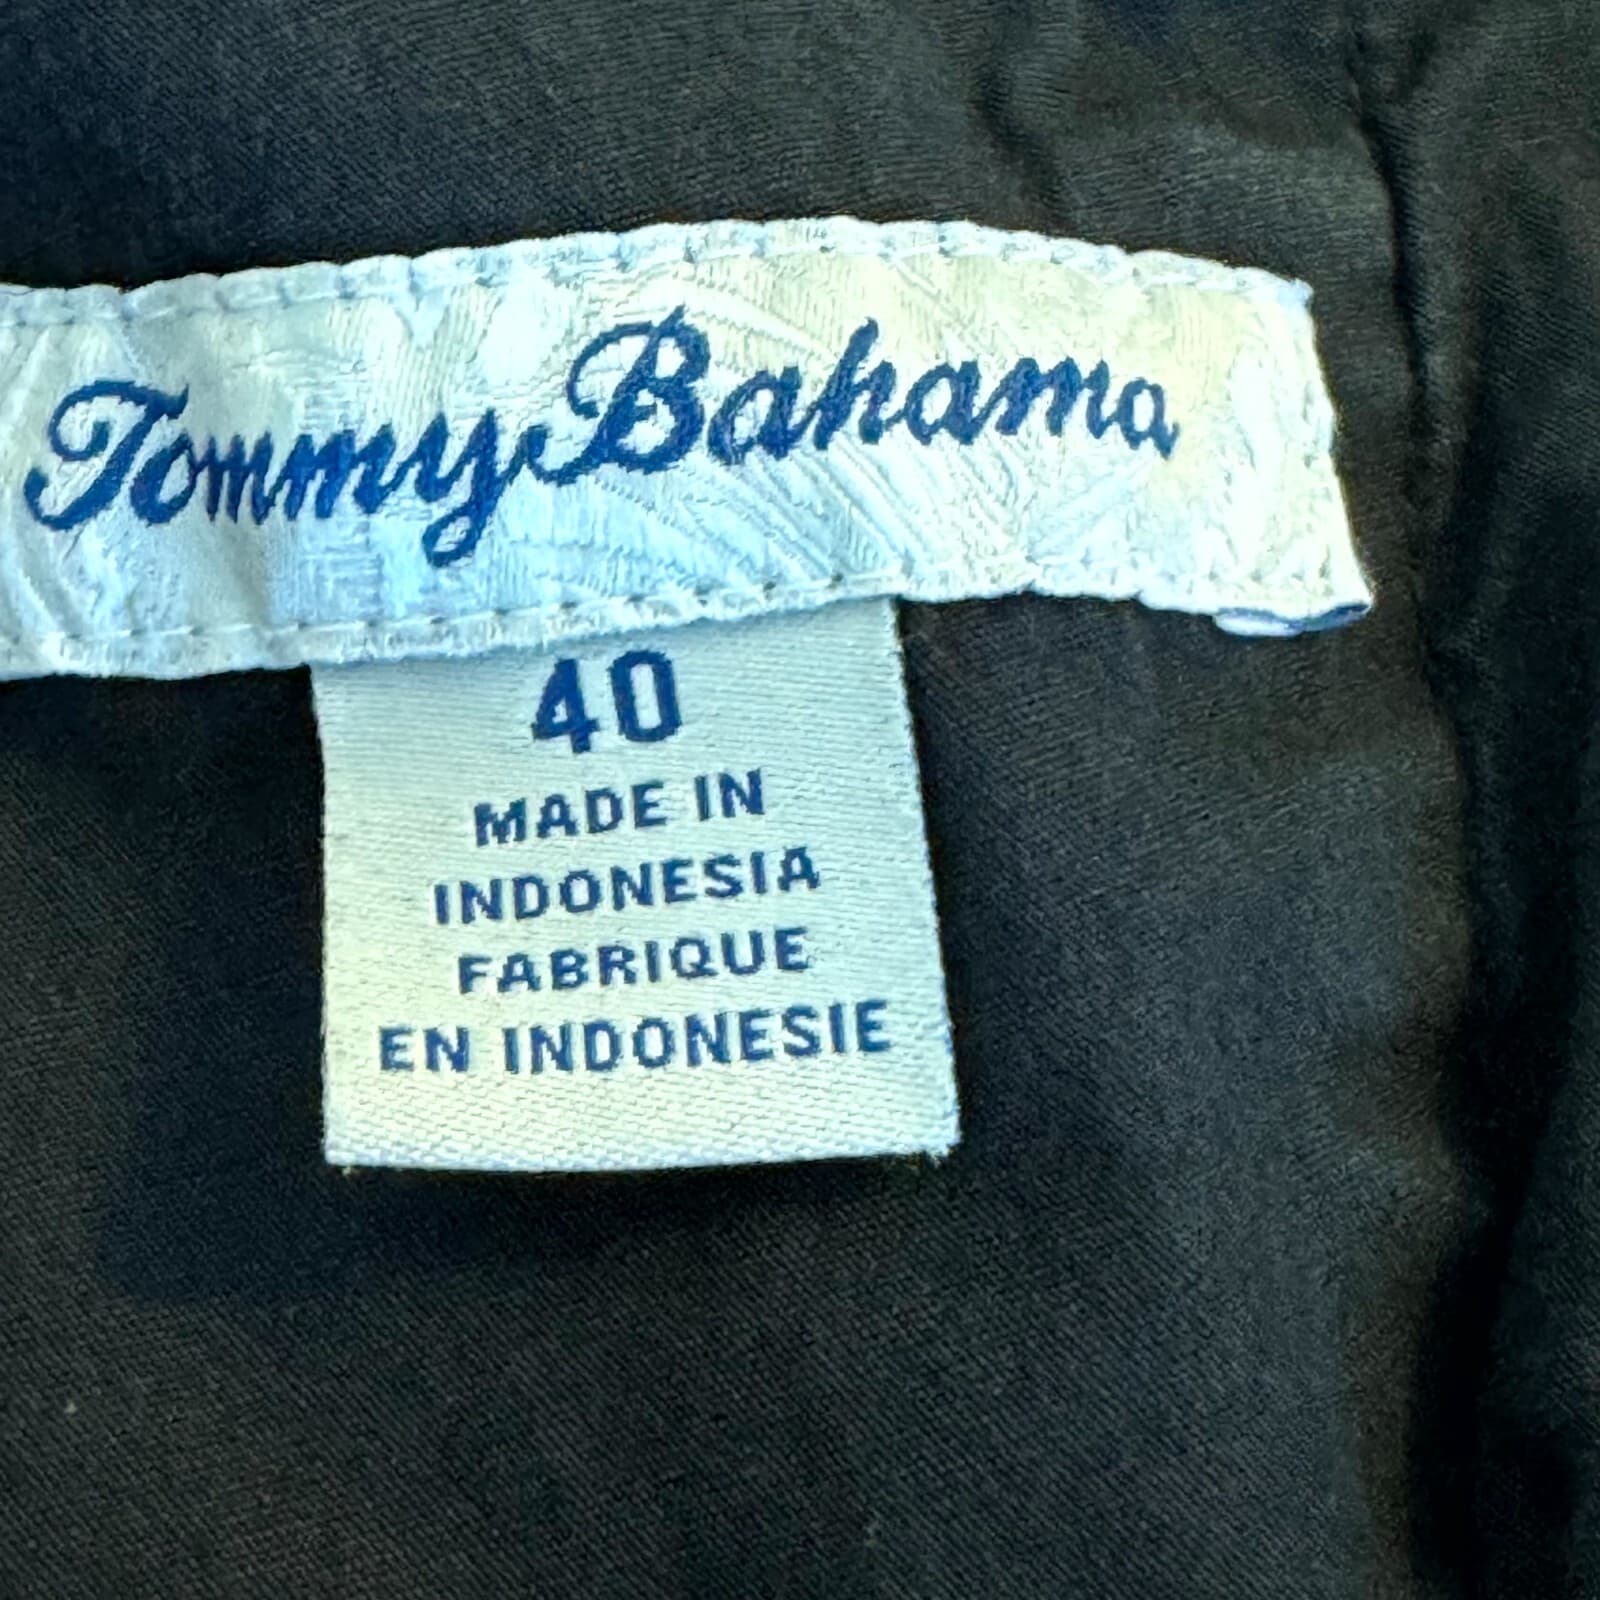 Tommy Bahama
40
MADE IN
INDONESIA
FABRIQUE
EN INDONESIE